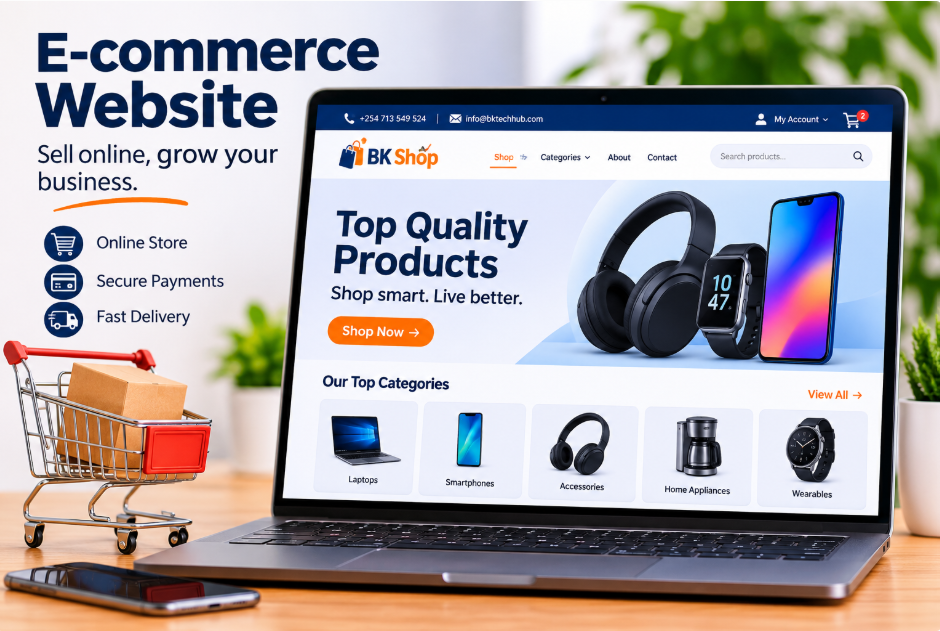 E-commerce
Website
Sell online, grow your
business.
Online Store
Secure Payments
Fast Delivery
+254 713 549 524
info@bktechhub.com
My Account
2
BK Shop
Shop
Categories
About
Contact
Search products...
Top Quality
Products
Shop smart. Live better.
Shop Now →
10
47
Our Top Categories
View All →
Laptops
Smartphones
Accessories
Home Appliances
Wearables